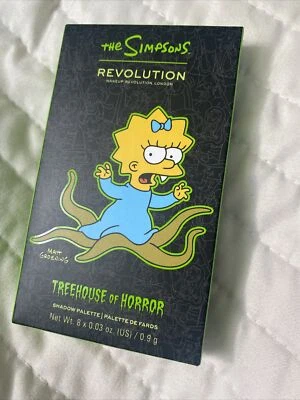 The Simpsons
REVOLUTION
MAKEUP REVOLUTION LONDON
MATT
GROENING
TREEHOUSE OF HORROR
SHADOW PALETTE | PALETTE DE FARDS
Net Wt. 8 x 0.03 oz. (US) / 0.9 g